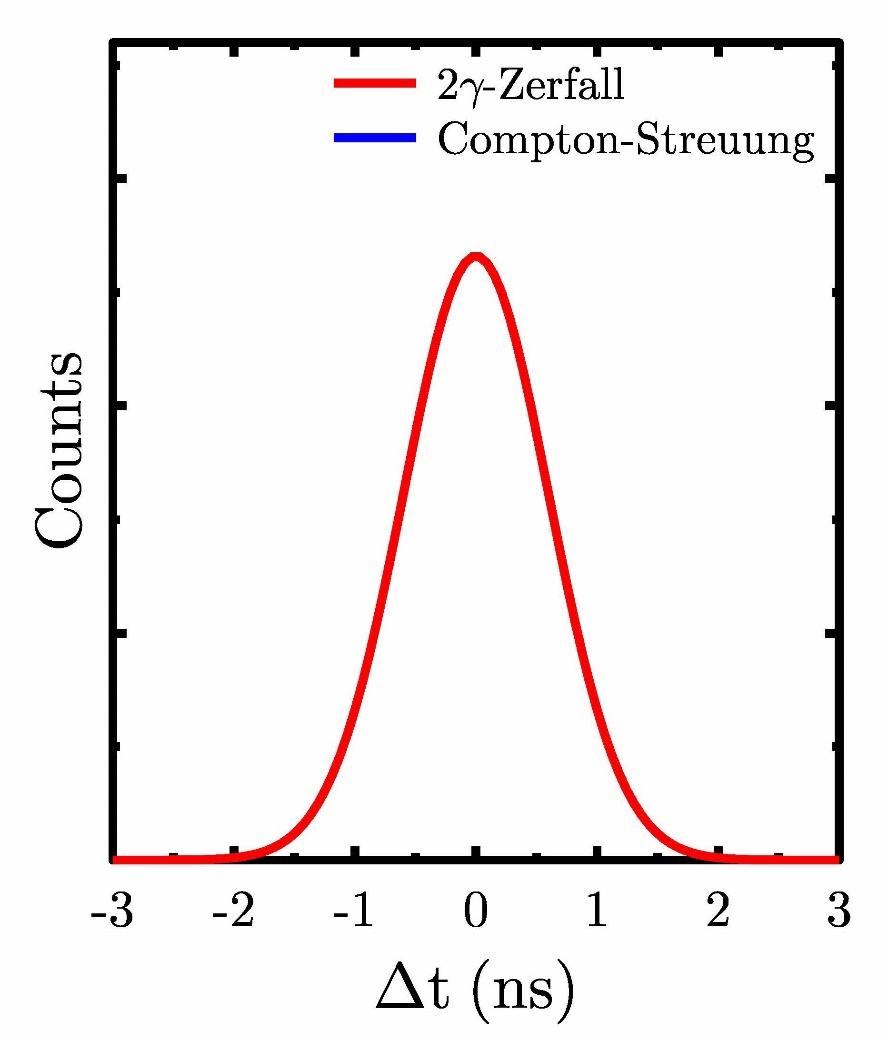 2γ-Zerfall
Compton-Streuung
Counts
-3 -2 -1 0 1 2 3
Δt (ns)